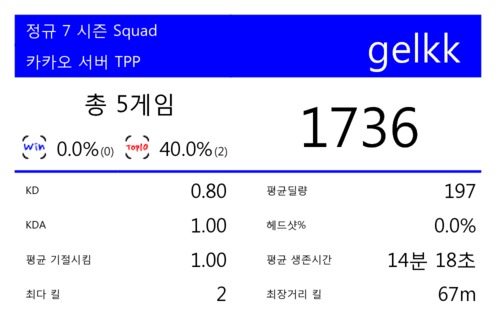 정규 7 시즌 Squad
카카오 서버 TPP
gelkk
총 5게임
Win 0.0%(0) TOP10 40.0%(2)
1736
KD 0.80
평균딜량 197
KDA 1.00
헤드샷% 0.0%
평균 기절시킴 1.00
평균 생존시간 14분 18초
최다 킬 2
최장거리 킬 67m